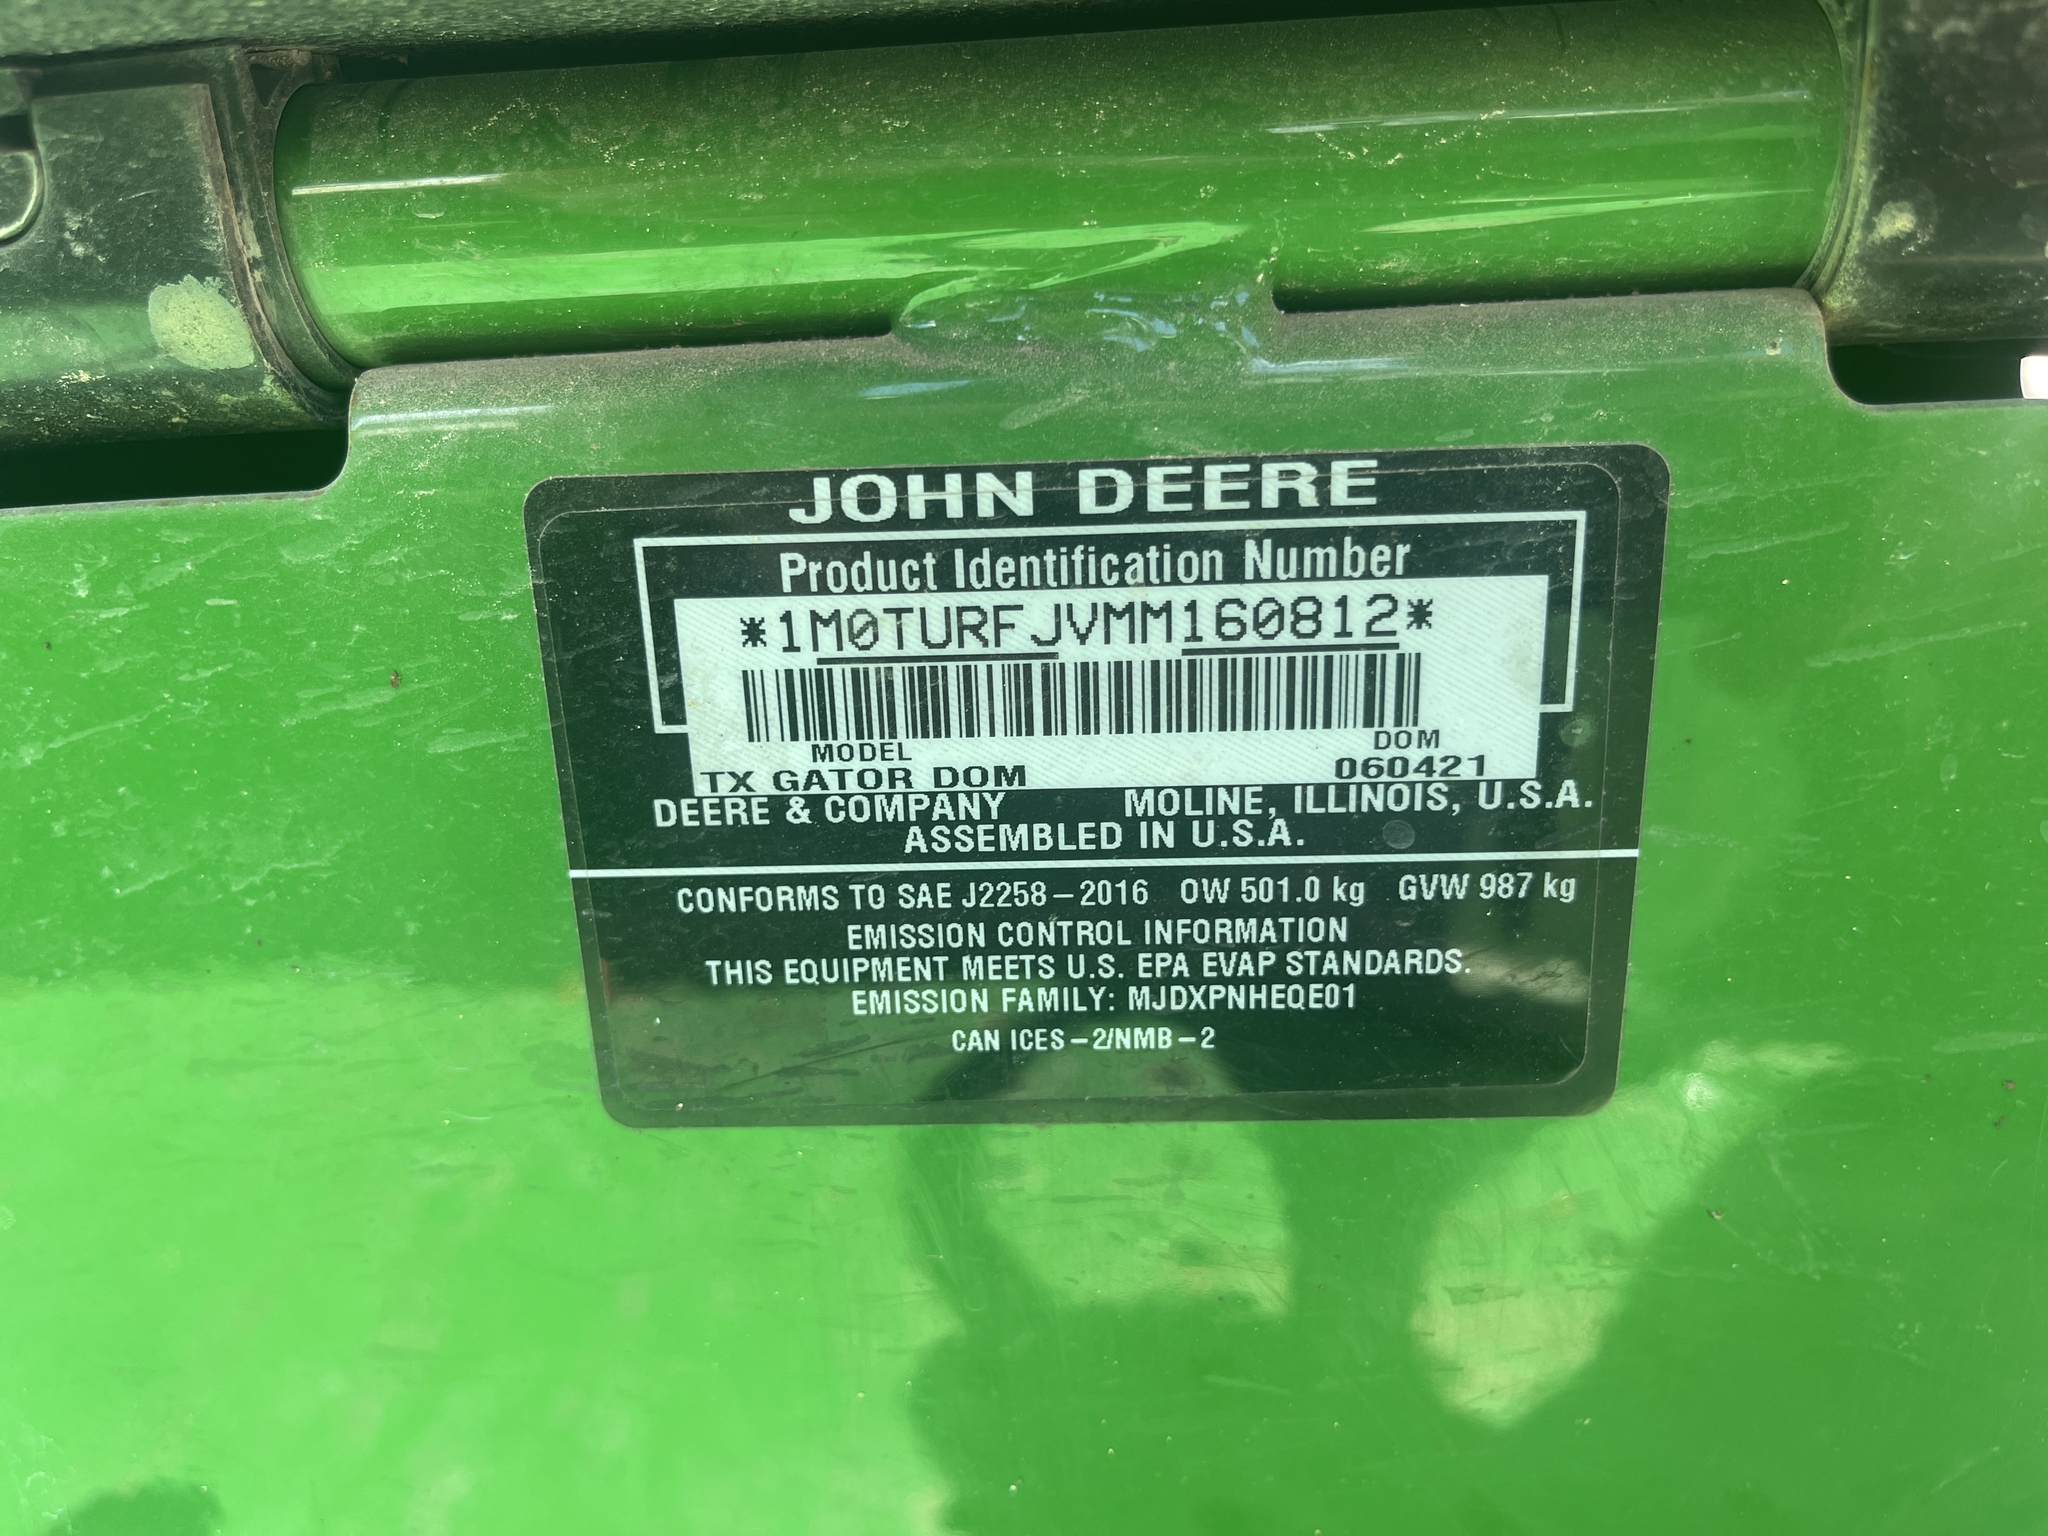 JOHN DEERE
Product Identification Number
*1M0TURFJVMM160812*
MODEL DOM
TX GATOR DOM 060421
DEERE & COMPANY MOLINE, ILLINOIS, U.S.A.
ASSEMBLED IN U.S.A.
CONFORMS TO SAE J2258-2016 OW 501.0 kg GVW 987 kg
EMISSION CONTROL INFORMATION
THIS EQUIPMENT MEETS U.S. EPA EVAP STANDARDS.
EMISSION FAMILY: MJDXPNHEQE01
CAN ICES-2/NMB-2